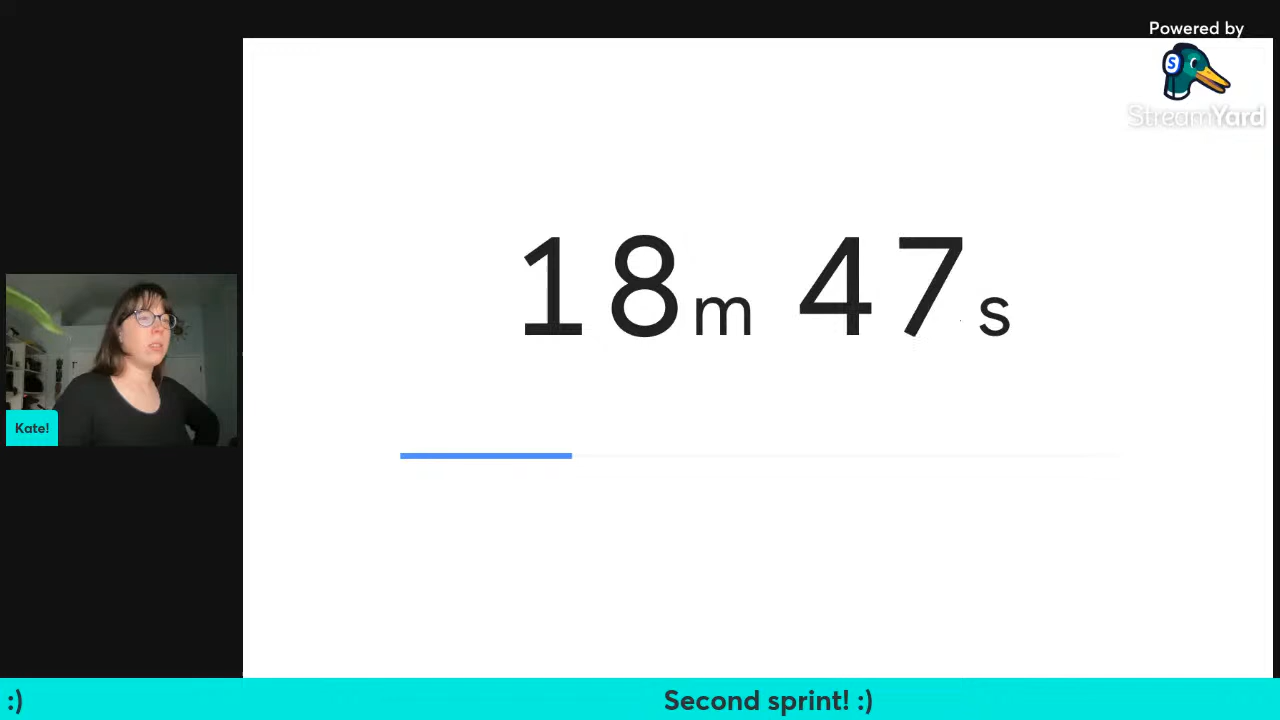 Powered by
S
StreamYard
18m 47s
Kate!
:)
Second sprint! :)